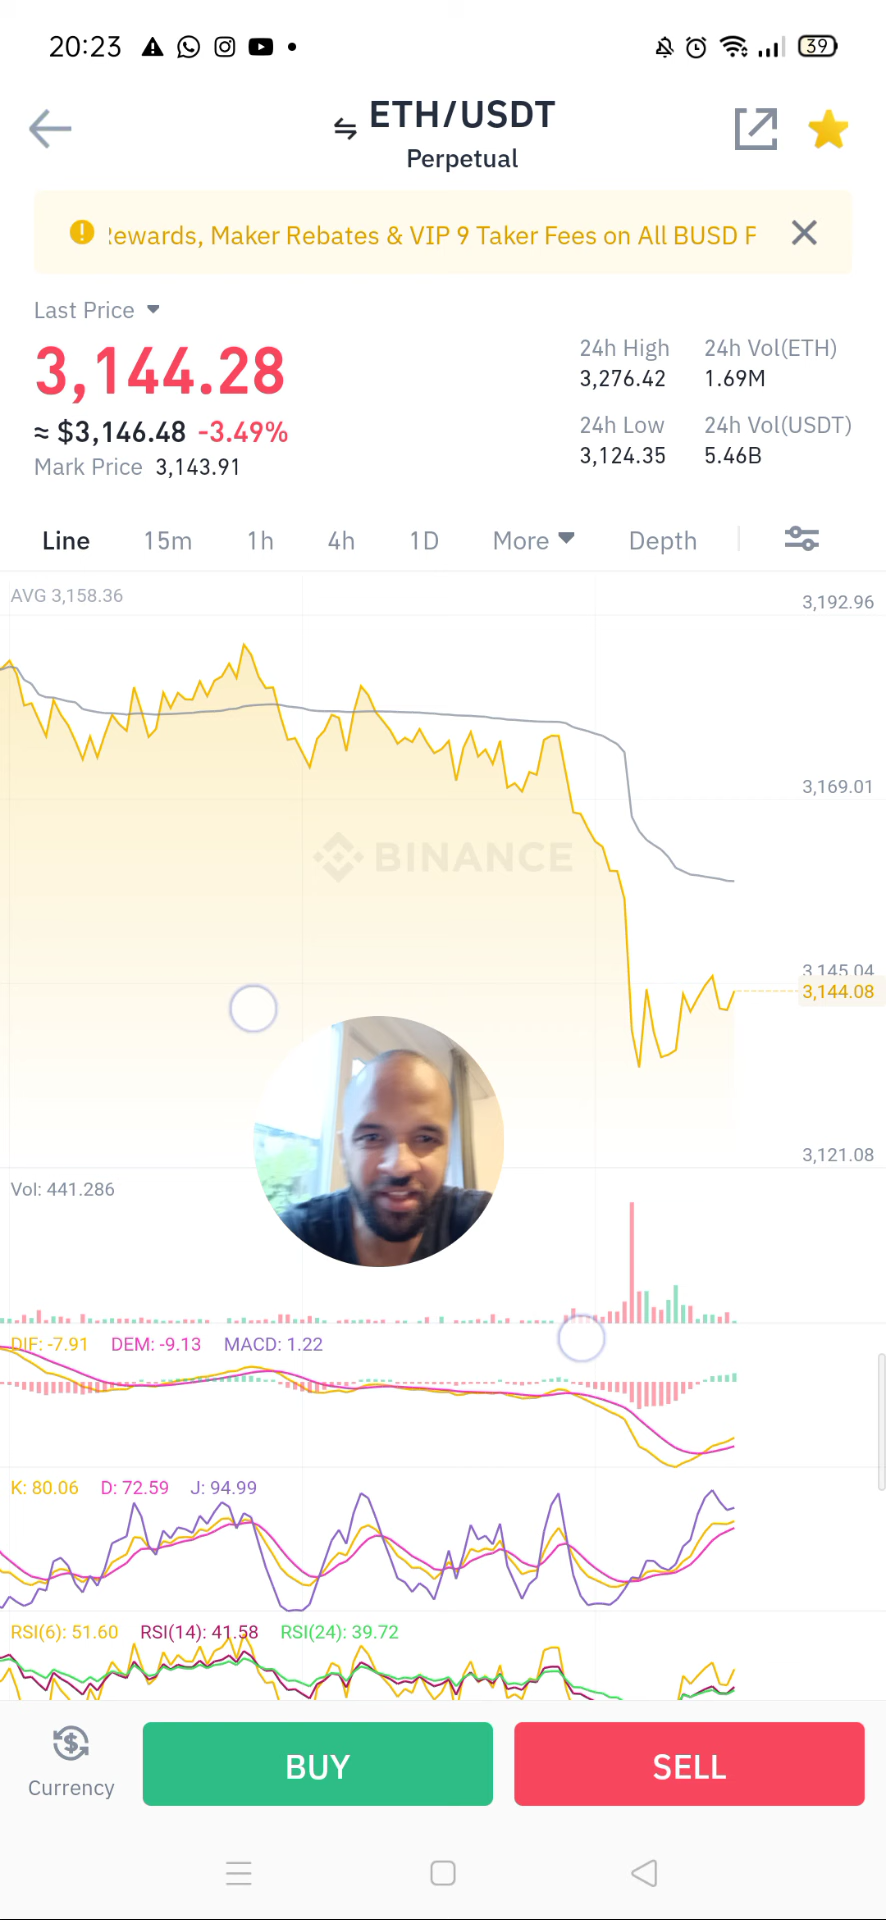 20:23
39
ETH/USDT
Perpetual
ewards, Maker Rebates & VIP 9 Taker Fees on All BUSD F
Last Price
3,144.28
≈ $3,146.48 -3.49%
Mark Price 3,143.91
24h High 24h Vol(ETH)
3,276.42 1.69M
24h Low 24h Vol(USDT)
3,124.35 5.46B
Line 15m 1h 4h 1D More Depth
AVG 3,158.36
3,192.96
3,169.01
BINANCE
3,145.04
3,144.08
3,121.08
Vol: 441.286
DIF: -7.91 DEM: -9.13 MACD: 1.22
K: 80.06 D: 72.59 J: 94.99
RSI(6): 51.60 RSI(14): 41.58 RSI(24): 39.72
Currency
BUY
SELL